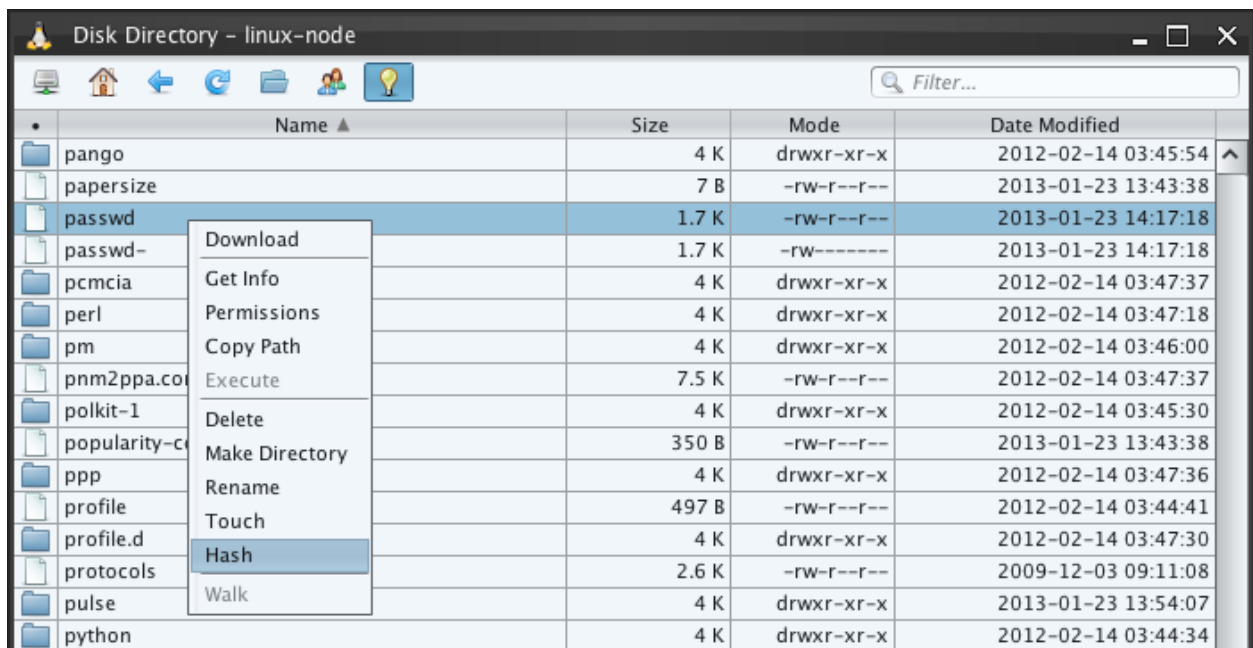 Disk Directory - linux-node
Filter...
• Name ▲ Size Mode Date Modified
pango 4 K drwxr-xr-x 2012-02-14 03:45:54
papersize 7 B -rw-r--r-- 2013-01-23 13:43:38
passwd 1.7 K -rw-r--r-- 2013-01-23 14:17:18
passwd- 1.7 K -rw------- 2013-01-23 14:17:18
pcmcia 4 K drwxr-xr-x 2012-02-14 03:47:37
perl 4 K drwxr-xr-x 2012-02-14 03:47:18
pm 4 K drwxr-xr-x 2012-02-14 03:46:00
pnm2ppa.co 7.5 K -rw-r--r-- 2012-02-14 03:47:37
polkit-1 4 K drwxr-xr-x 2012-02-14 03:45:30
popularity-c 350 B -rw-r--r-- 2013-01-23 13:43:38
ppp 4 K drwxr-xr-x 2012-02-14 03:47:36
profile 497 B -rw-r--r-- 2012-02-14 03:44:41
profile.d 4 K drwxr-xr-x 2012-02-14 03:47:30
protocols 2.6 K -rw-r--r-- 2009-12-03 09:11:08
pulse 4 K drwxr-xr-x 2013-01-23 13:54:07
python 4 K drwxr-xr-x 2012-02-14 03:44:34
Download
Get Info
Permissions
Copy Path
Execute
Delete
Make Directory
Rename
Touch
Hash
Walk